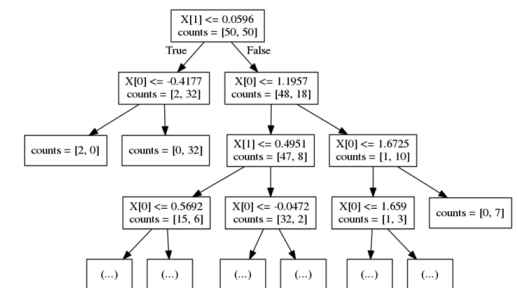 X[1] <= 0.0596
counts = [50, 50]
True
False
X[0] <= -0.4177
counts = [2, 32]
X[0] <= 1.1957
counts = [48, 18]
counts = [2, 0]
counts = [0, 32]
X[1] <= 0.4951
counts = [47, 8]
X[0] <= 1.6725
counts = [1, 10]
X[0] <= 0.5692
counts = [15, 6]
X[0] <= -0.0472
counts = [32, 2]
X[0] <= 1.659
counts = [1, 3]
counts = [0, 7]
(...)
(...)
(...)
(...)
(...)
(...)